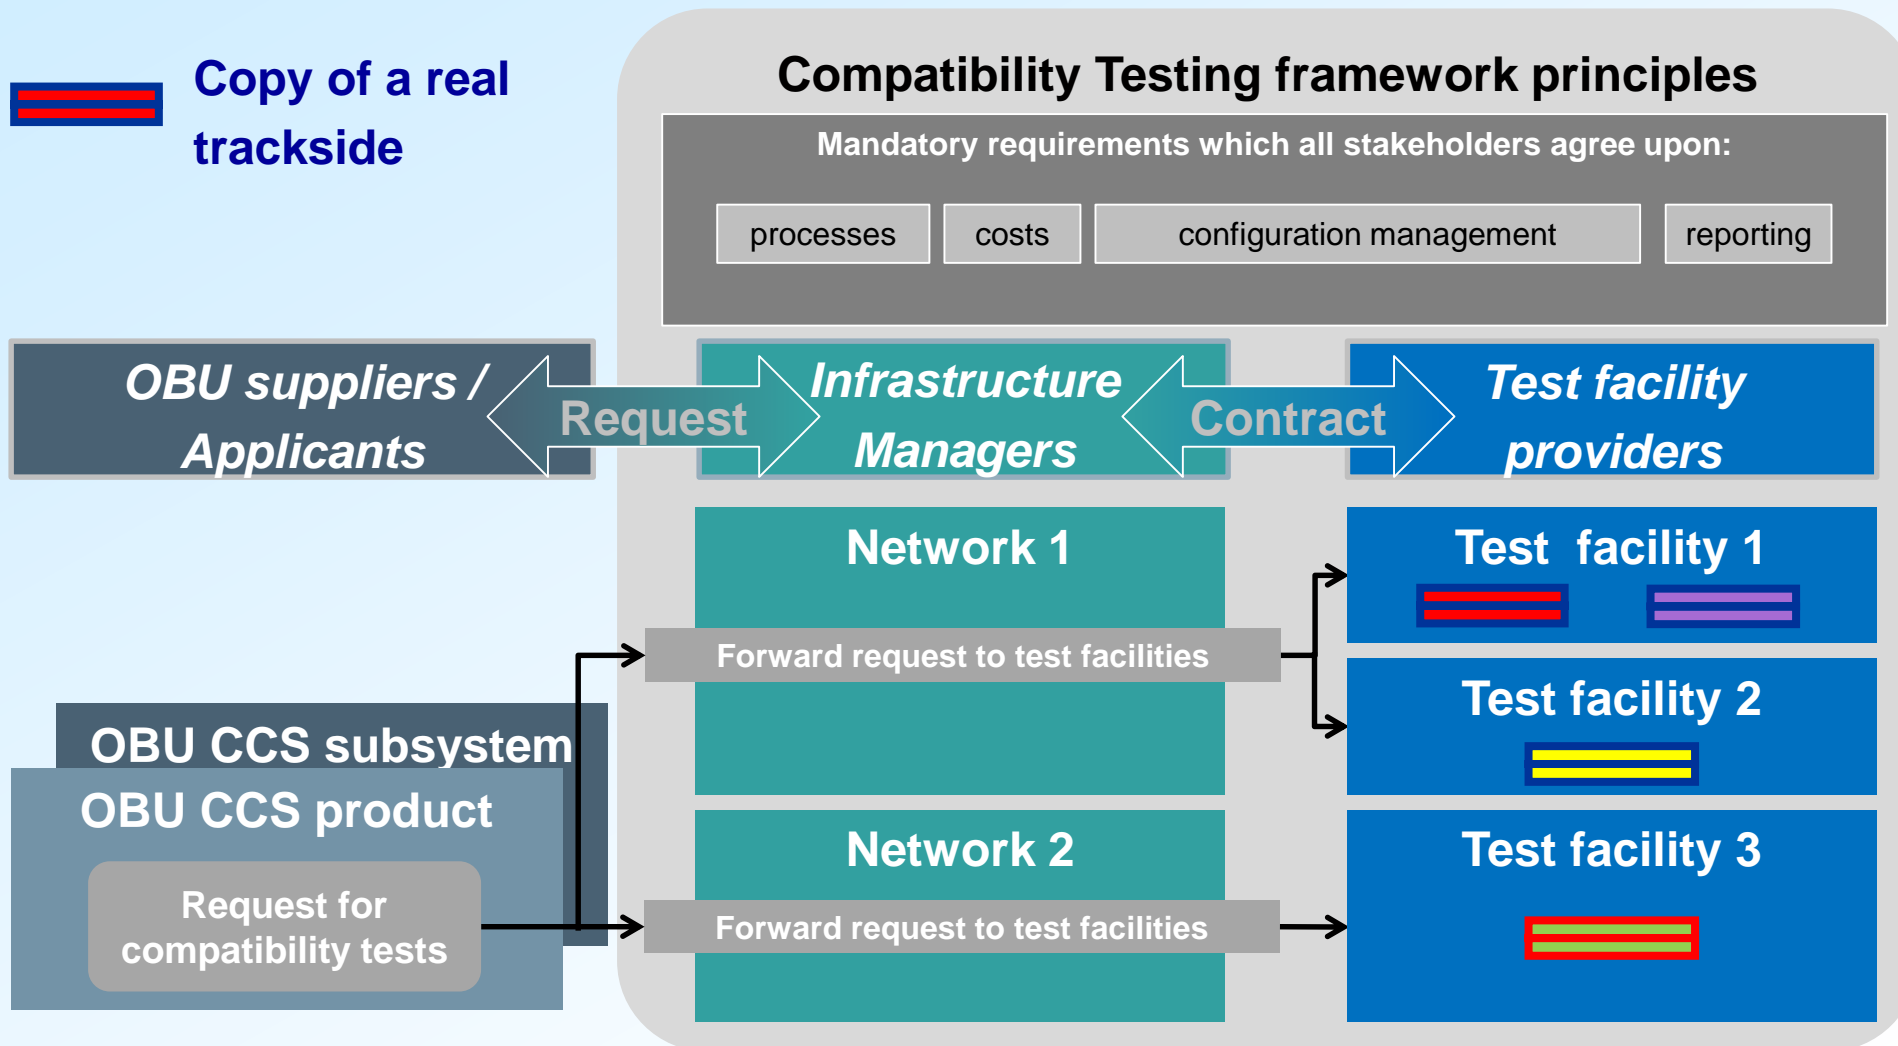 Copy of a real
trackside
Compatibility Testing framework principles
Mandatory requirements which all stakeholders agree upon:
processes
costs
configuration management
reporting
OBU suppliers /
Applicants
Request
Infrastructure
Managers
Contract
Test facility
providers
Network 1
Forward request to test facilities
Test facility 1
Test facility 2
OBU CCS subsystem
OBU CCS product
Request for
compatibility tests
Network 2
Forward request to test facilities
Test facility 3